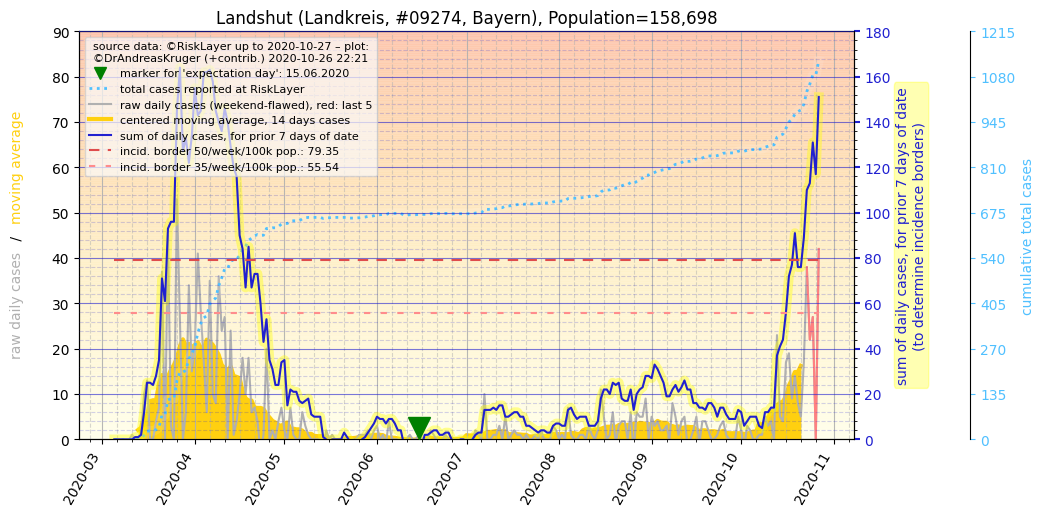 Landshut (Landkreis, #09274, Bayern), Population=158,698
source data: ©RiskLayer up to 2020-10-27 – plot:
©DrAndreasKruger (+contrib.) 2020-10-26 22:21
marker for 'expectation day': 15.06.2020
total cases reported at RiskLayer
raw daily cases (weekend-flawed), red: last 5
centered moving average, 14 days cases
sum of daily cases, for prior 7 days of date
incid. border 50/week/100k pop.: 79.35
incid. border 35/week/100k pop.: 55.54
raw daily cases / moving average
90
80
70
60
50
40
30
20
10
0
180
160
140
120
100
80
60
40
20
0
sum of daily cases, for prior 7 days of date
(to determine incidence borders)
1215
1080
945
810
675
540
405
270
135
0
cumulative total cases
2020-03
2020-04
2020-05
2020-06
2020-07
2020-08
2020-09
2020-10
2020-11